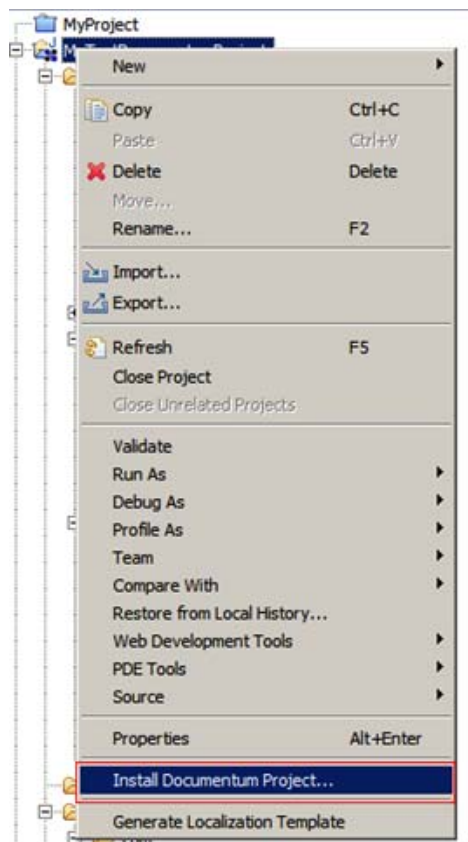 MyProject
New
Copy Ctrl+C
Paste Ctrl+V
Delete Delete
Move...
Rename... F2
Import...
Export...
Refresh F5
Close Project
Close Unrelated Projects
Validate
Run As
Debug As
Profile As
Team
Compare With
Restore from Local History...
Web Development Tools
PDE Tools
Source
Properties Alt+Enter
Install Documentum Project...
Generate Localization Template